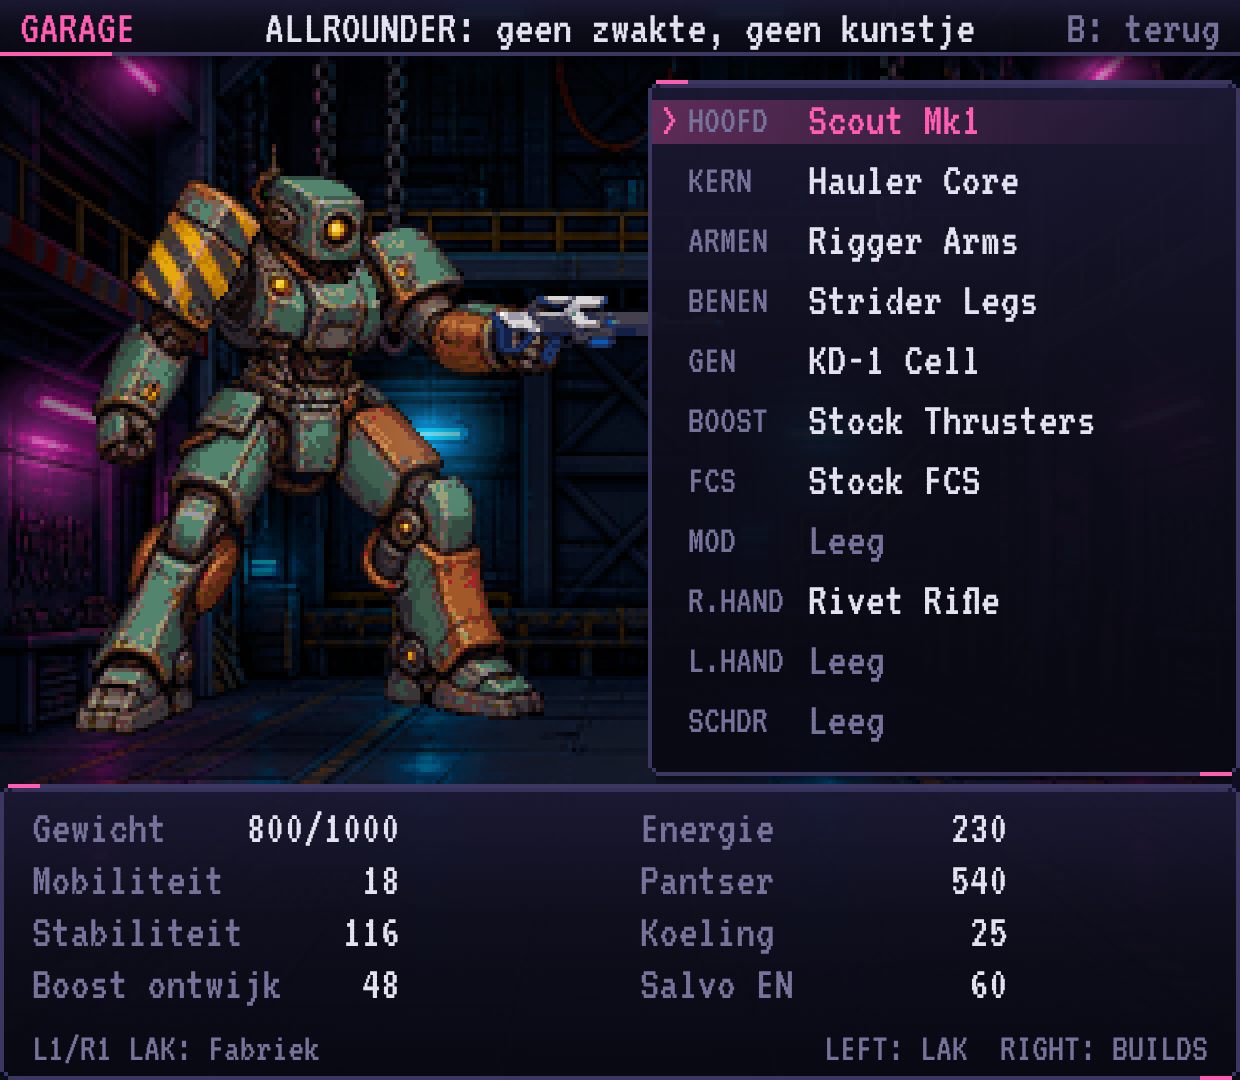 GARAGE ALLROUNDER: geen zwakte, geen kunstje B: terug
HOOFD Scout Mk1
KERN Hauler Core
ARMEN Rigger Arms
BENEN Strider Legs
GEN KD-1 Cell
BOOST Stock Thrusters
FCS Stock FCS
MOD Leeg
R.HAND Rivet Rifle
L.HAND Leeg
SCHDR Leeg
Gewicht 800/1000 Energie 230
Mobiliteit 18 Pantser 540
Stabiliteit 116 Koeling 25
Boost ontwijk 48 Salvo EN 60
L1/R1 LAK: Fabriek LEFT: LAK RIGHT: BUILDS